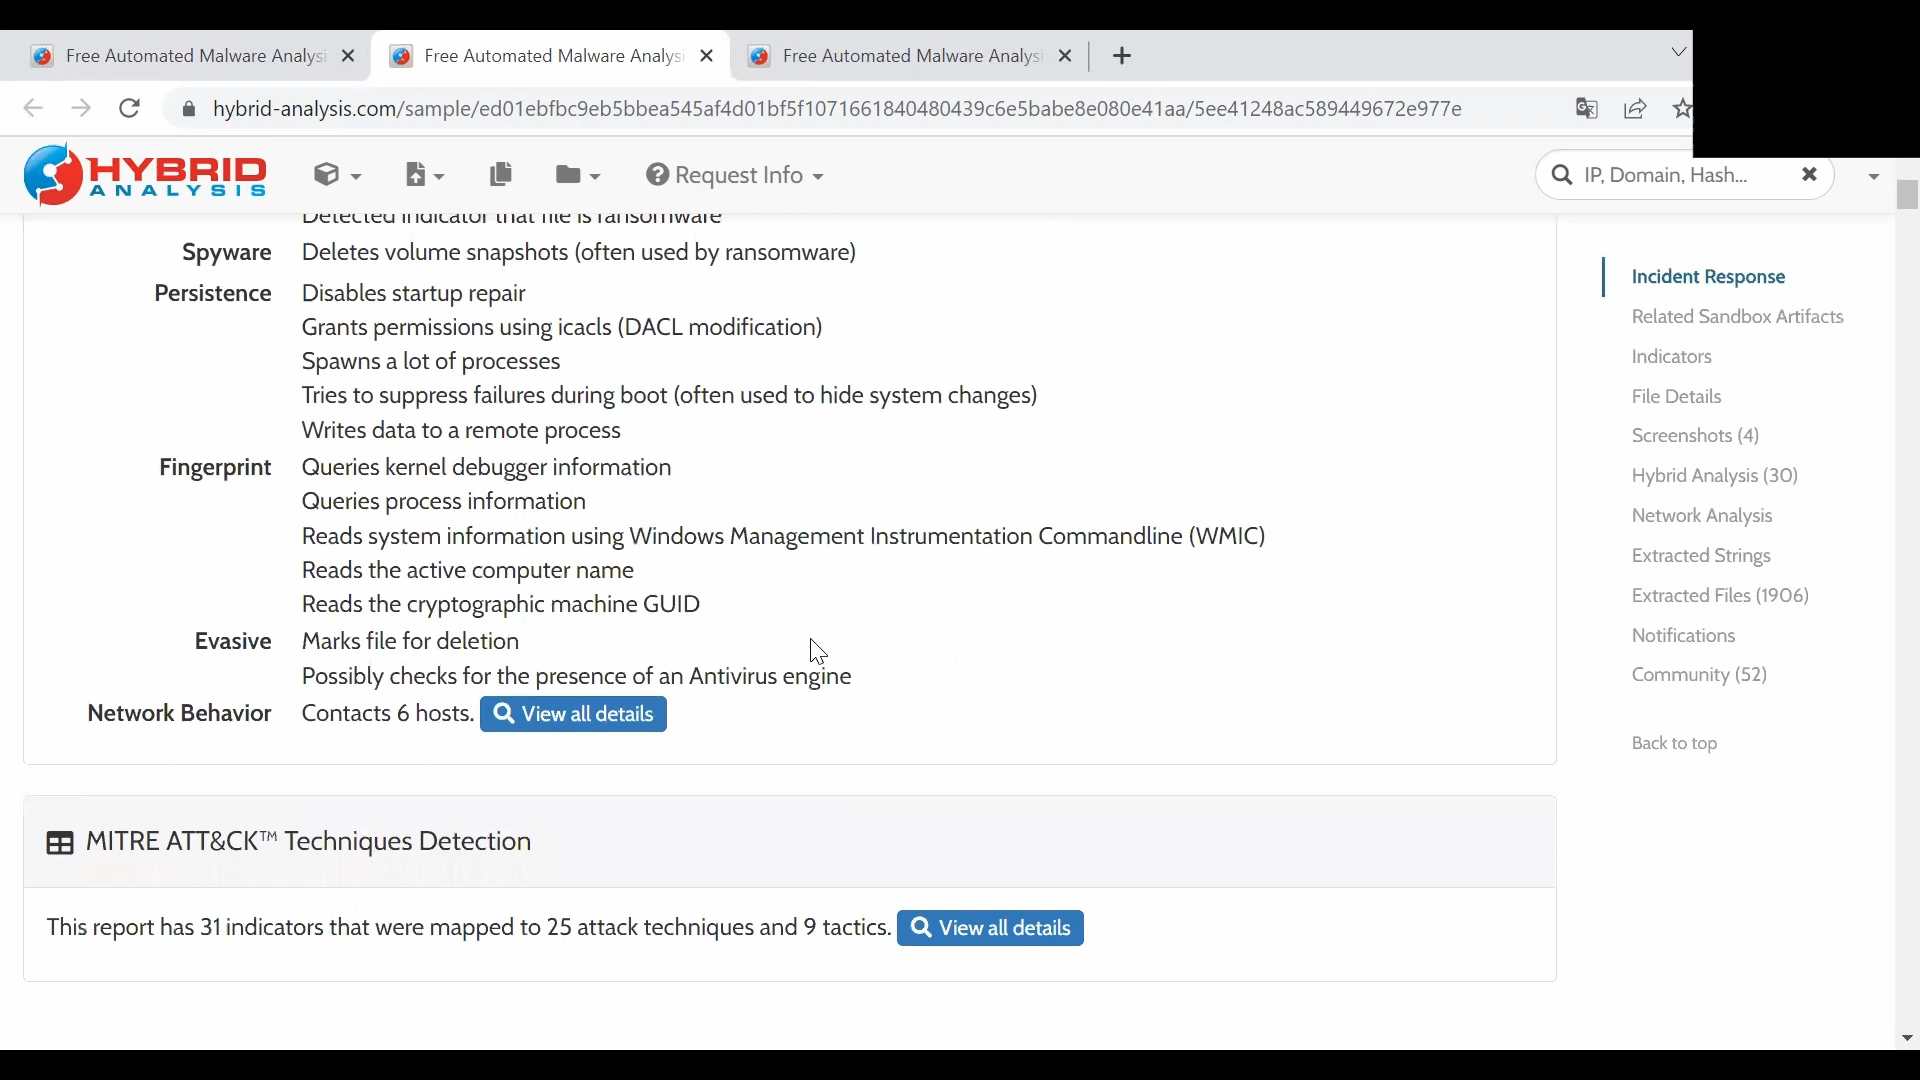 Free Automated Malware Analysi
Free Automated Malware Analys
Free Automated Malware Analysi
hybrid-analysis.com/sample/ed01ebfbc9eb5bbea545af4d01bf5f1071661840480439c6e5babe8e080e41aa/5ee41248ac589449672e977e
HYBRID
ANALYSIS
Request Info
IP, Domain, Hash...
Detected indicator that file is ransomware
Spyware Deletes volume snapshots (often used by ransomware)
Persistence Disables startup repair
Grants permissions using icacls (DACL modification)
Spawns a lot of processes
Tries to suppress failures during boot (often used to hide system changes)
Writes data to a remote process
Fingerprint Queries kernel debugger information
Queries process information
Reads system information using Windows Management Instrumentation Commandline (WMIC)
Reads the active computer name
Reads the cryptographic machine GUID
Evasive Marks file for deletion
Possibly checks for the presence of an Antivirus engine
Network Behavior Contacts 6 hosts. View all details
MITRE ATT&CK™ Techniques Detection
This report has 31 indicators that were mapped to 25 attack techniques and 9 tactics. View all details
Incident Response
Related Sandbox Artifacts
Indicators
File Details
Screenshots (4)
Hybrid Analysis (30)
Network Analysis
Extracted Strings
Extracted Files (1906)
Notifications
Community (52)
Back to top